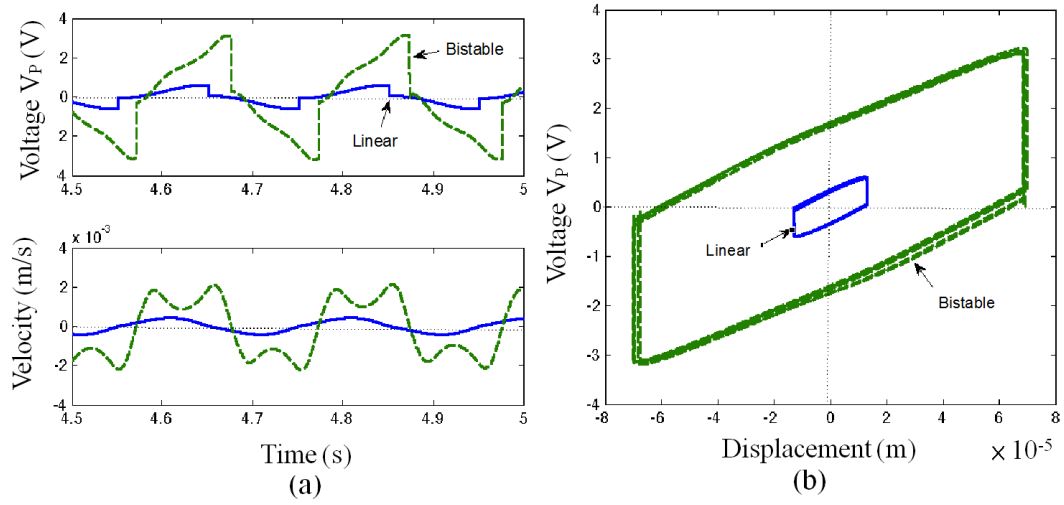 4
2
0
2
4
Voltage V_P (V)
Bistable
Linear
4.5 4.6 4.7 4.8 4.9 5
× 10⁻³
4
2
0
-2
-4
Velocity (m/s)
4.5 4.6 4.7 4.8 4.9 5
Time (s)
(a)
4
3
2
1
0
-1
-2
-3
-4
Voltage V_P (V)
Linear
Bistable
-8 -6 -4 -2 0 2 4 6 8
Displacement (m) × 10⁻⁵
(b)